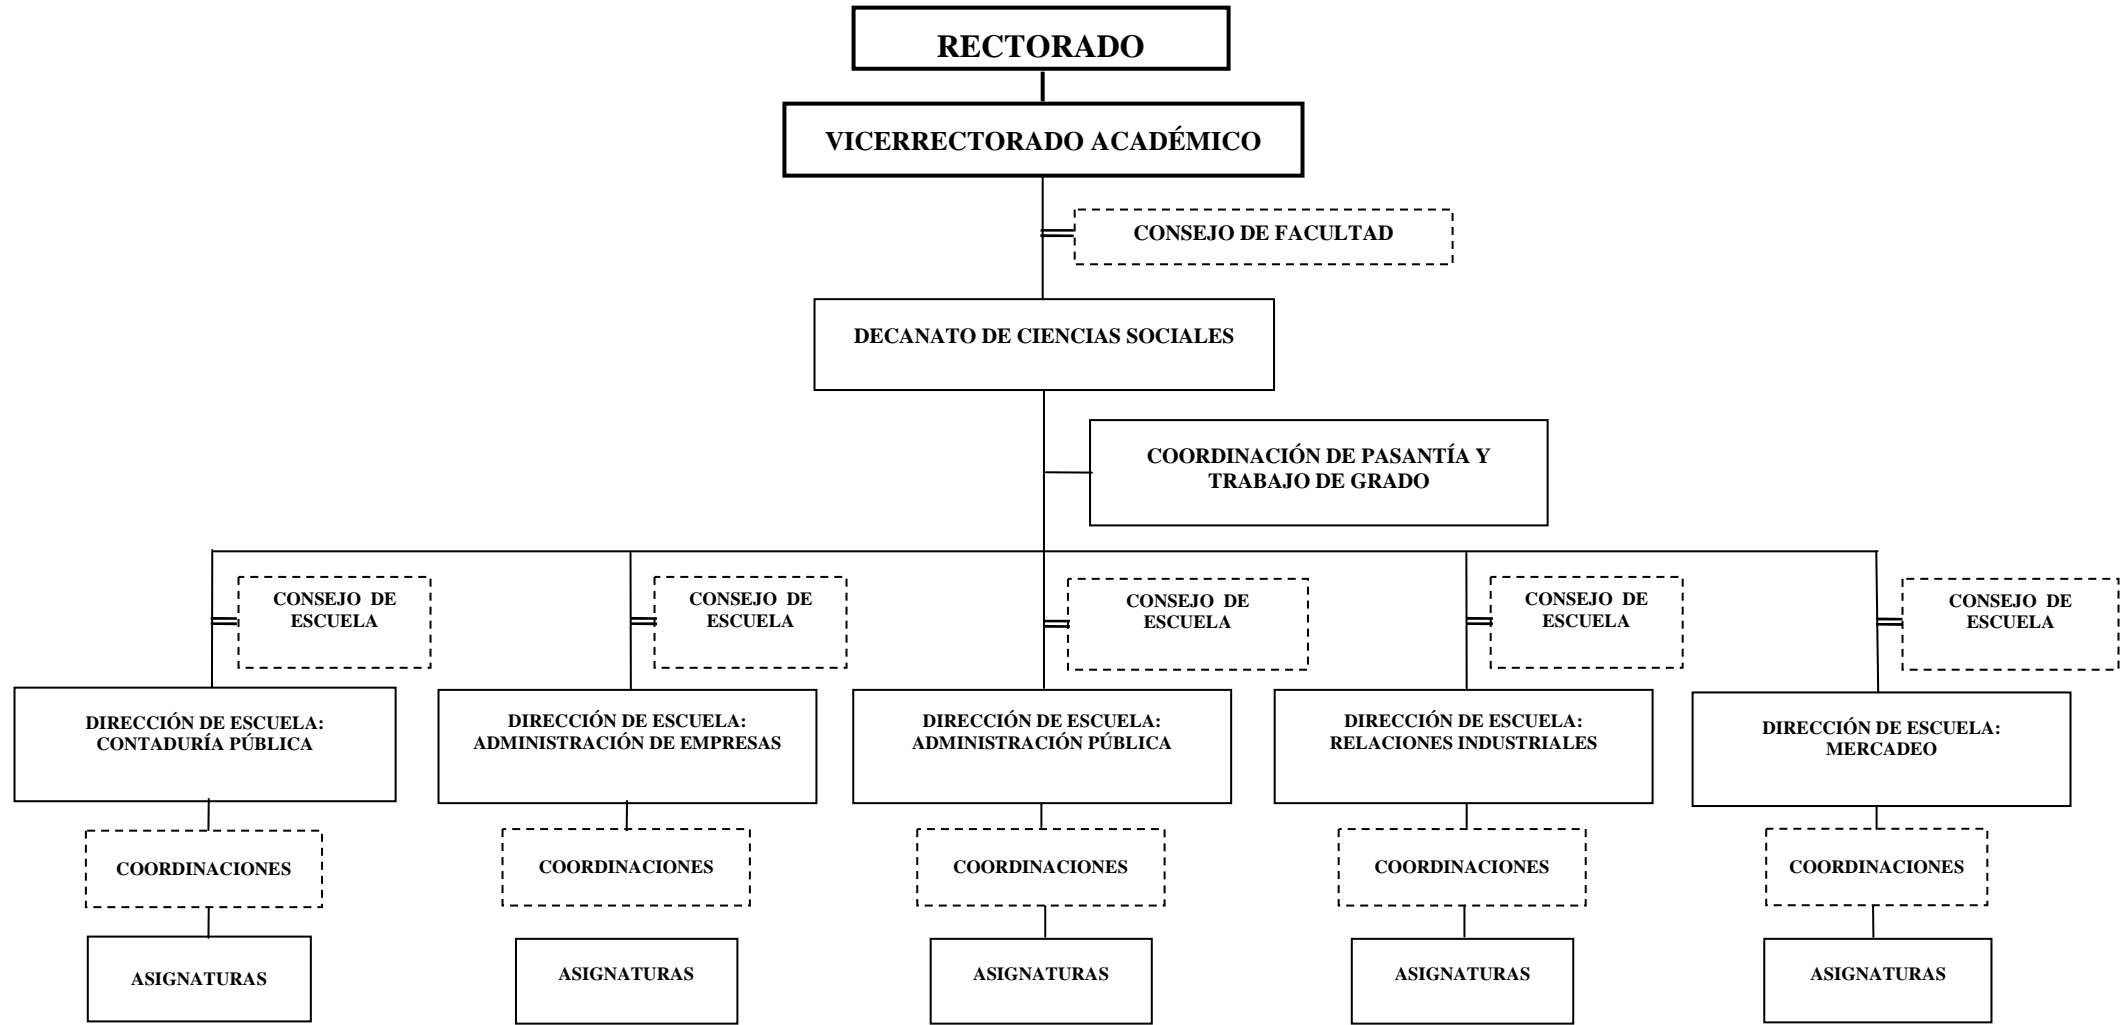 RECTORADO
VICERRECTORADO ACADÉMICO
CONSEJO DE FACULTAD
DECANATO DE CIENCIAS SOCIALES
COORDINACIÓN DE PASANTÍA Y
TRABAJO DE GRADO
CONSEJO DE
ESCUELA
CONSEJO DE
ESCUELA
CONSEJO DE
ESCUELA
CONSEJO DE
ESCUELA
CONSEJO DE
ESCUELA
DIRECCIÓN DE ESCUELA:
CONTADURÍA PÚBLICA
DIRECCIÓN DE ESCUELA:
ADMINISTRACIÓN DE EMPRESAS
DIRECCIÓN DE ESCUELA:
ADMINISTRACIÓN PÚBLICA
DIRECCIÓN DE ESCUELA:
RELACIONES INDUSTRIALES
DIRECCIÓN DE ESCUELA:
MERCADEO
COORDINACIONES
COORDINACIONES
COORDINACIONES
COORDINACIONES
COORDINACIONES
ASIGNATURAS
ASIGNATURAS
ASIGNATURAS
ASIGNATURAS
ASIGNATURAS